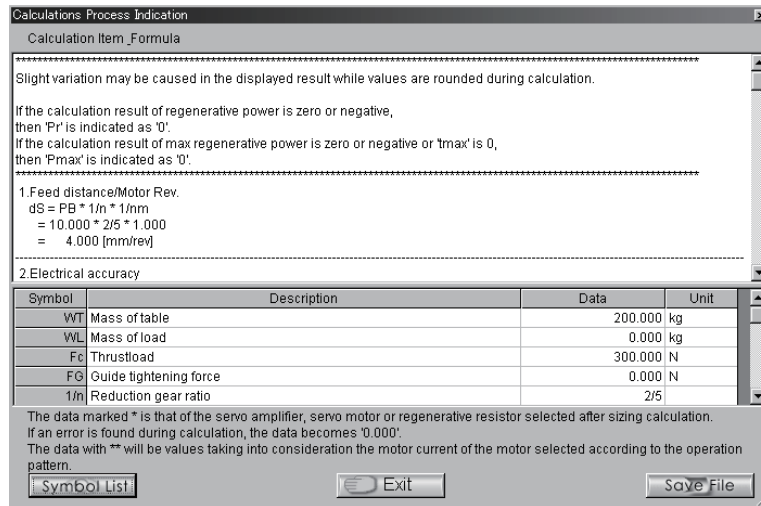 Calculations Process Indication
Calculation Item_Formula
******************************************************************************************************************************
Slight variation may be caused in the displayed result while values are rounded during calculation.
If the calculation result of regenerative power is zero or negative,
then 'Pr' is indicated as '0'.
If the calculation result of max regenerative power is zero or negative or 'tmax' is 0,
then 'Pmax' is indicated as '0'.
******************************************************************************************************************************
1.Feed distance/Motor Rev.
dS = PB * 1/n * 1/nm
= 10.000 * 2/5 * 1.000
= 4.000 [mm/rev]
------------------------------------------------------------------------------------------------------------------------------
2.Electrical accuracy
Symbol Description Data Unit
WT Mass of table 200.000 kg
WL Mass of load 0.000 kg
Fc Thrustload 300.000 N
FG Guide tightening force 0.000 N
1/n Reduction gear ratio 2/5
The data marked * is that of the servo amplifier, servo motor or regenerative resistor selected after sizing calculation.
If an error is found during calculation, the data becomes '0.000'.
The data with ** will be values taking into consideration the motor current of the motor selected according to the operation
pattern.
Symbol List Exit Save File